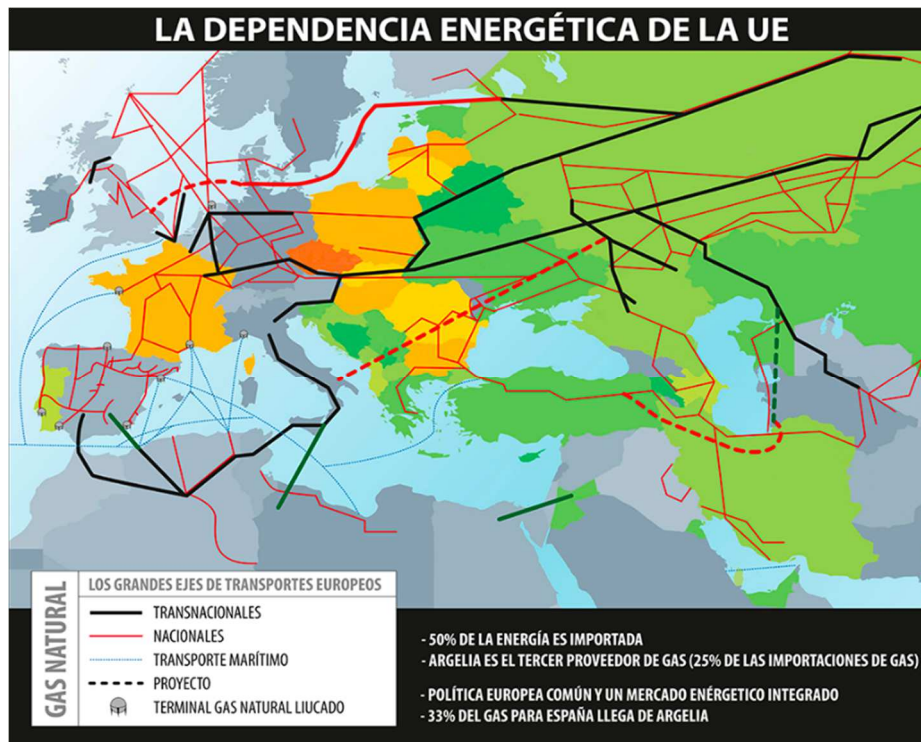 LA DEPENDENCIA ENERGÉTICA DE LA UE
GAS NATURAL
LOS GRANDES EJES DE TRANSPORTES EUROPEOS
TRANSNACIONALES
NACIONALES
TRANSPORTE MARÍTIMO
PROYECTO
TERMINAL GAS NATURAL LIUCADO
- 50% DE LA ENERGÍA ES IMPORTADA
- ARGELIA ES EL TERCER PROVEEDOR DE GAS (25% DE LAS IMPORTACIONES DE GAS)
- POLÍTICA EUROPEA COMÚN Y UN MERCADO ENÉRGETICO INTEGRADO
- 33% DEL GAS PARA ESPAÑA LLEGA DE ARGELIA